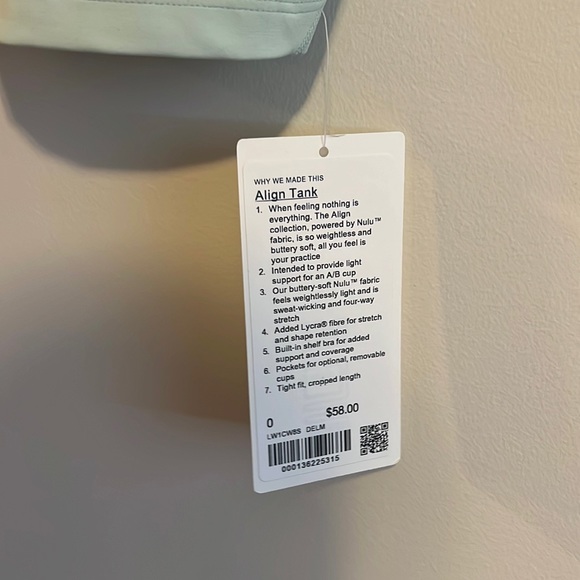 WHY WE MADE THIS
Align Tank
1. When feeling nothing is
everything. The Align
collection, powered by Nulu™
fabric, is so weightless and
buttery soft, all you feel is
your practice
2. Intended to provide light
support for an A/B cup
3. Our buttery-soft Nulu™ fabric
feels weightlessly light and is
sweat-wicking and four-way
stretch
4. Added Lycra® fibre for stretch
and shape retention
5. Built-in shelf bra for added
support and coverage
6. Pockets for optional, removable
cups
7. Tight fit, cropped length
0 $58.00
LW1CW8S DELM
000136225315